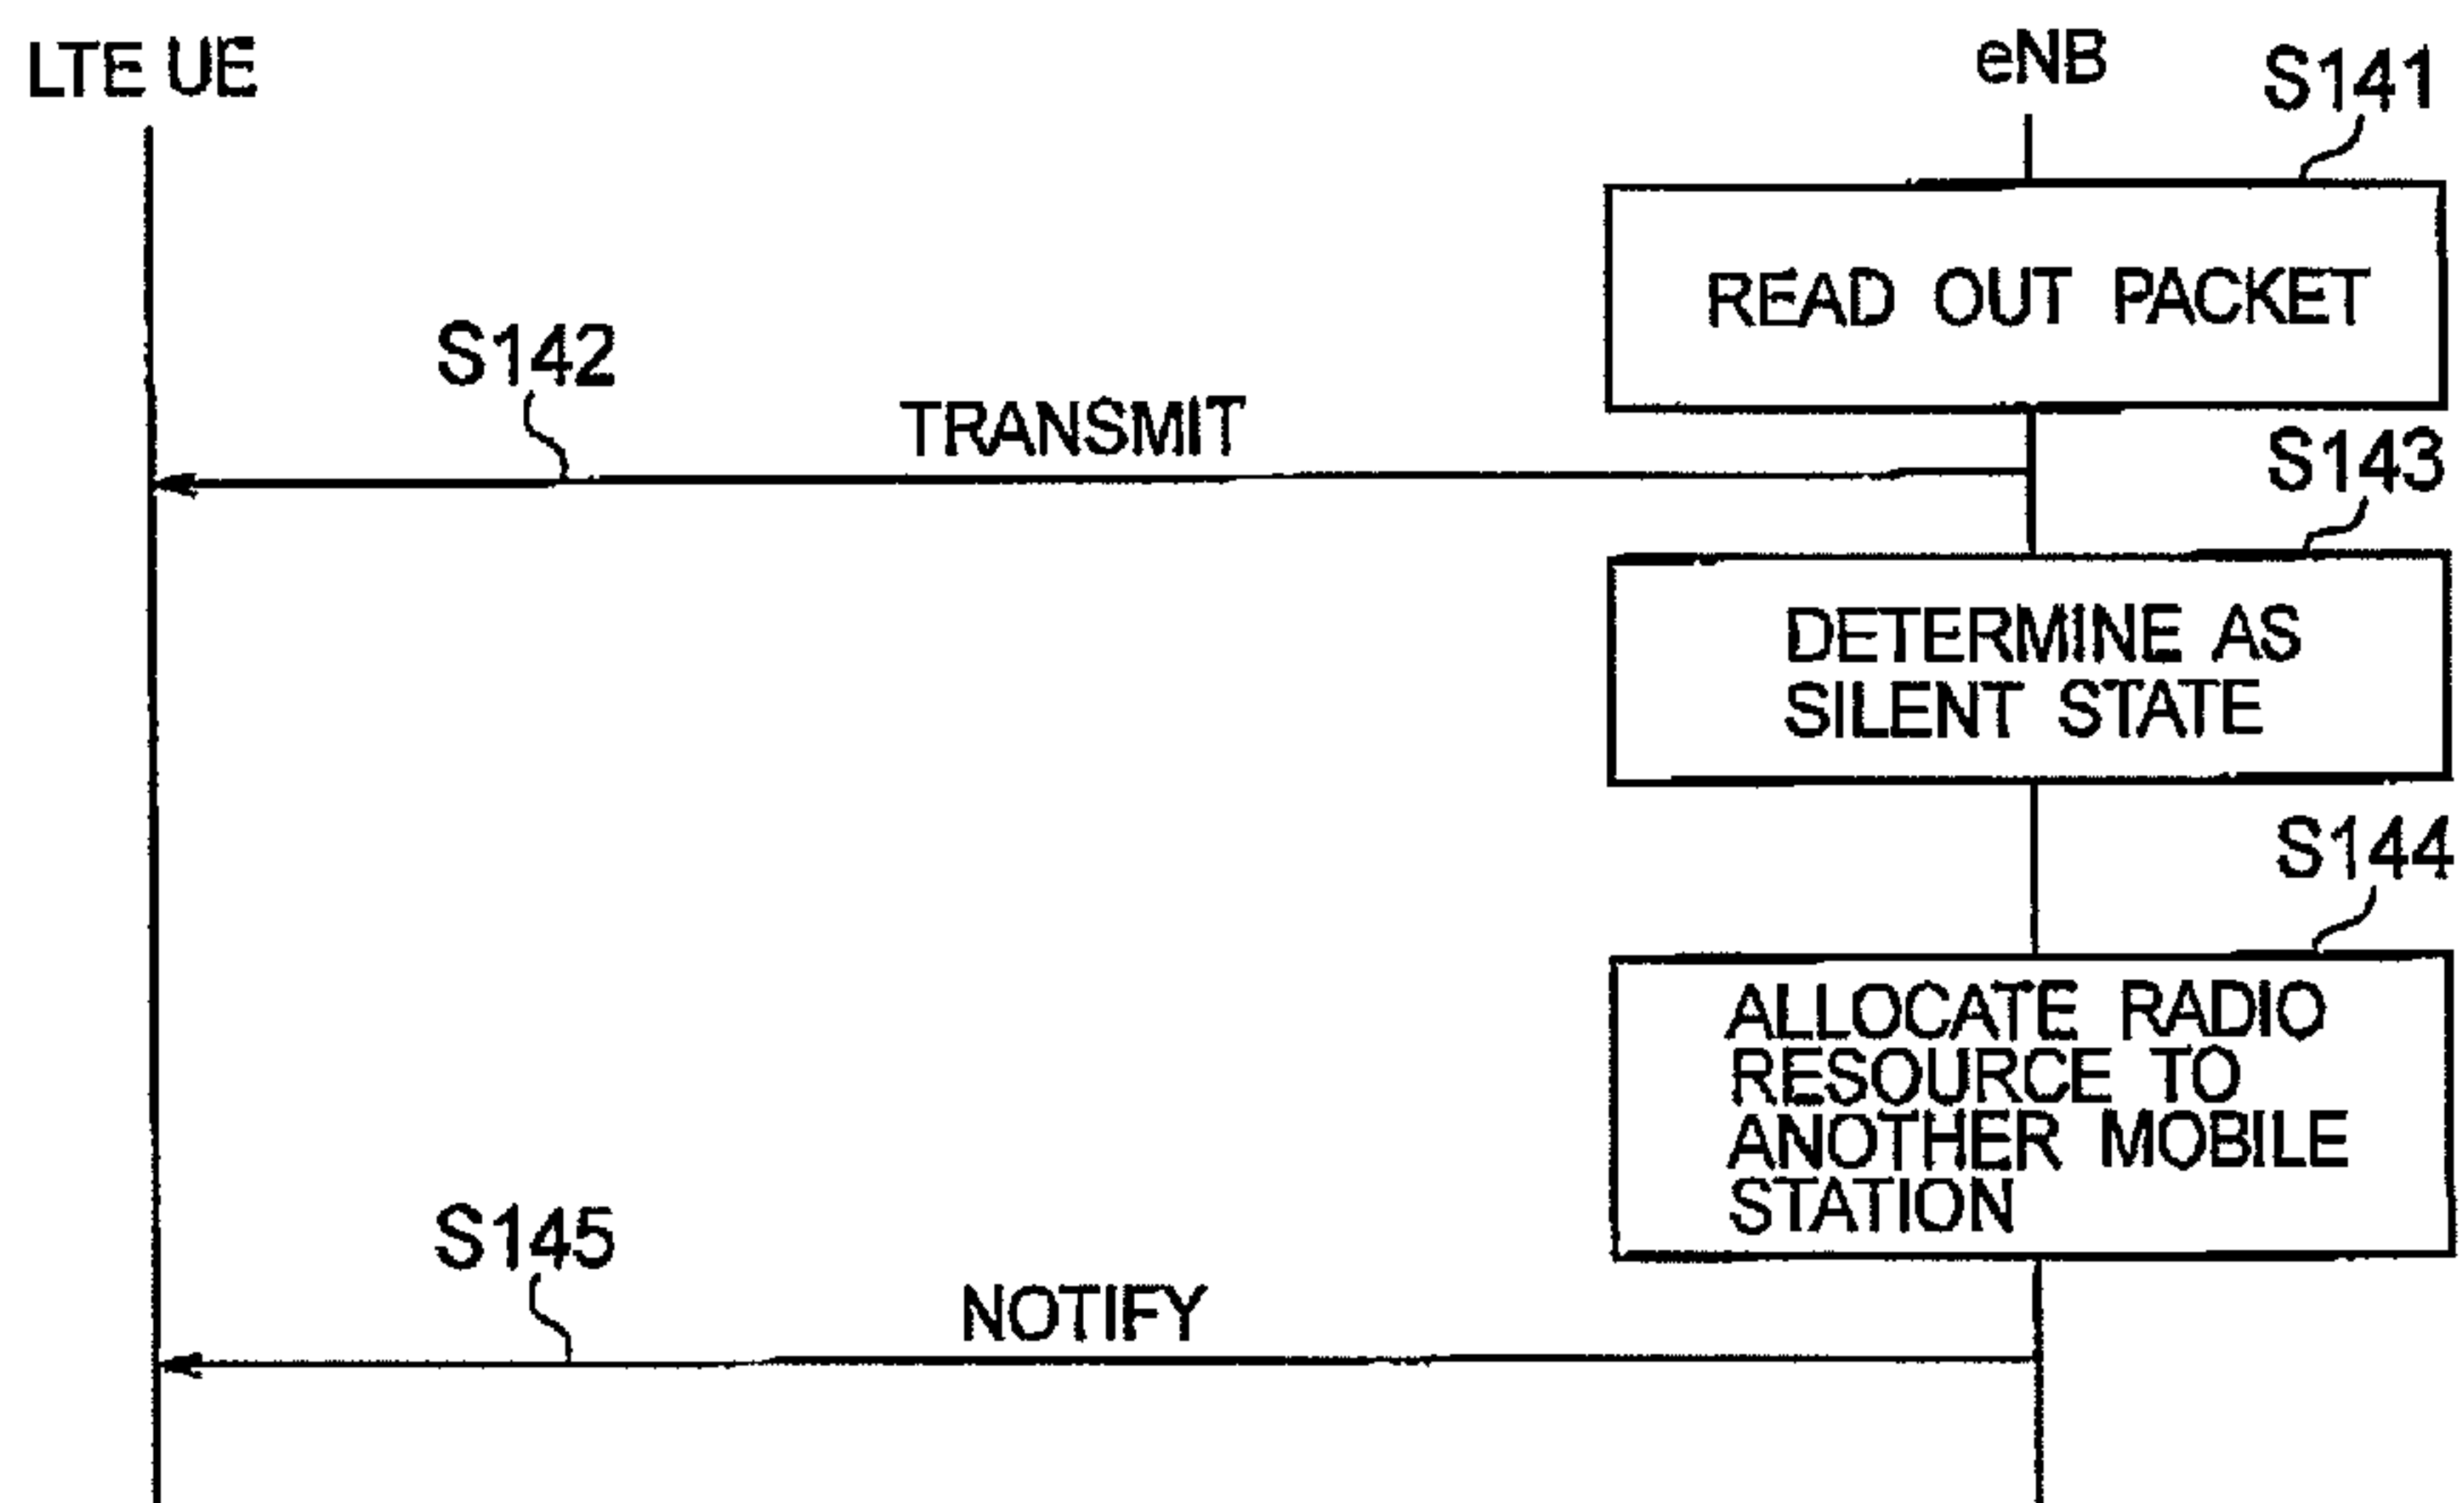 LTE UE
eNB
S141
READ OUT PACKET
S142
TRANSMIT
S143
DETERMINE AS
SILENT STATE
S144
ALLOCATE RADIO
RESOURCE TO
ANOTHER MOBILE
STATION
S145
NOTIFY